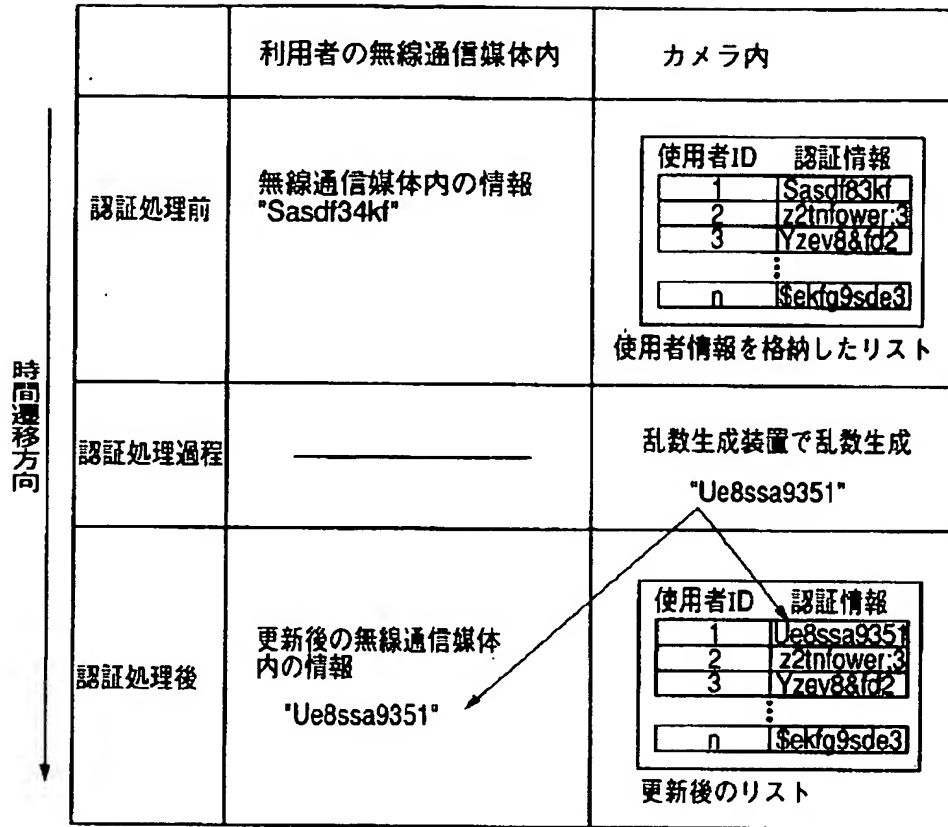 利用者の無線通信媒体内
カメラ内
時間遷移方向
認証処理前
無線通信媒体内の情報
"Sasdf34kf"
使用者ID 認証情報
1 Sasdf83kf
2 z2tnfower;3
3 Yzev8&fd2
n $ekfg9sde3
使用者情報を格納したリスト
認証処理過程
乱数生成装置で乱数生成
"Ue8ssa9351"
認証処理後
更新後の無線通信媒体
内の情報
"Ue8ssa9351"
使用者ID 認証情報
1 Ue8ssa9351
2 z2tnfower;3
3 Yzev8&fd2
n $ekfg9sde3
更新後のリスト